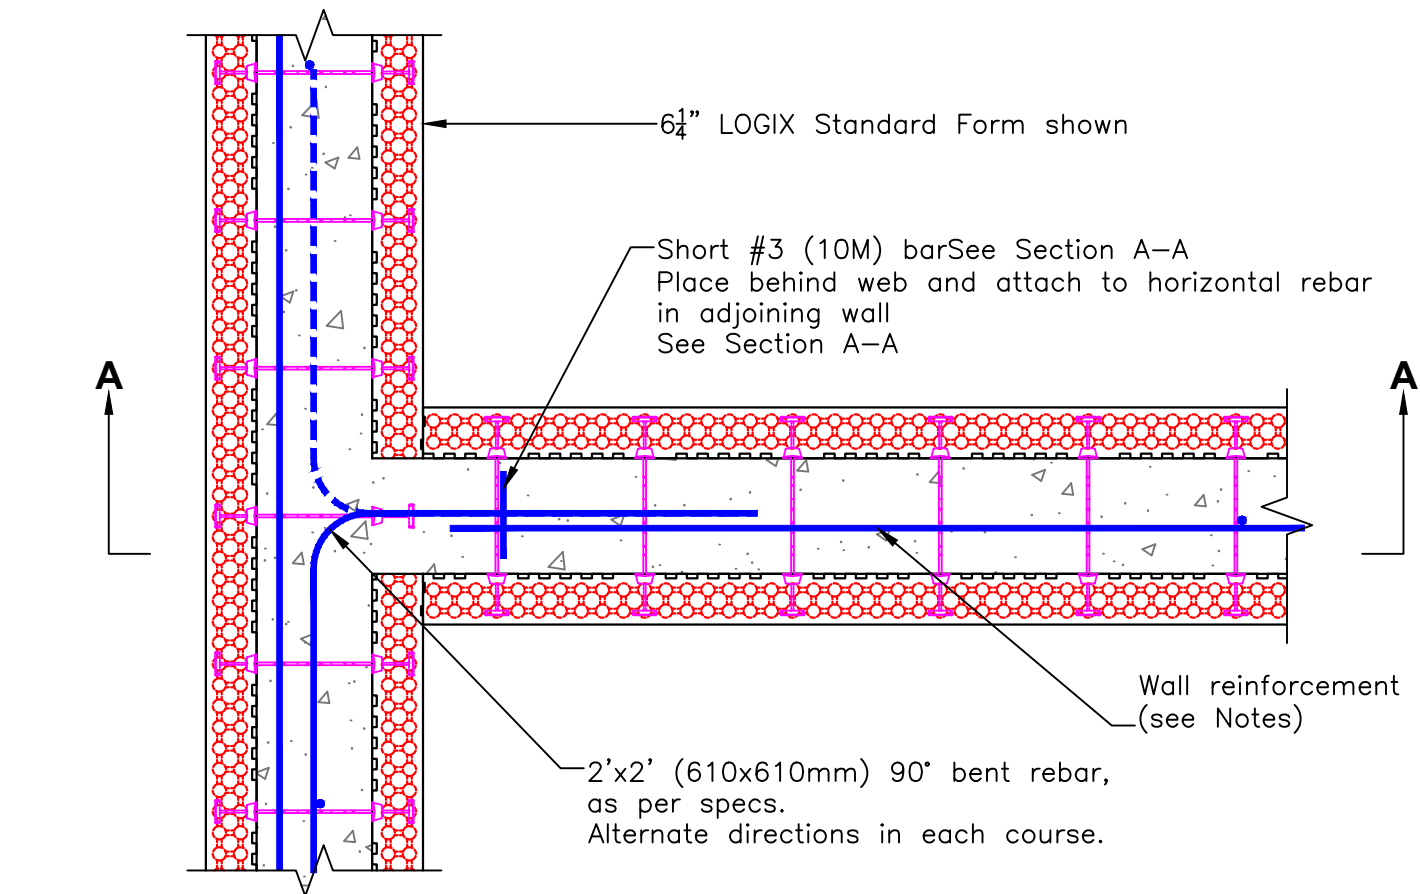 6 1/4" LOGIX Standard Form shown
Short #3 (10M) barSee Section A-A
Place behind web and attach to horizontal rebar
in adjoining wall
See Section A-A
A
A
Wall reinforcement
(see Notes)
2'x2' (610x610mm) 90° bent rebar,
as per specs.
Alternate directions in each course.